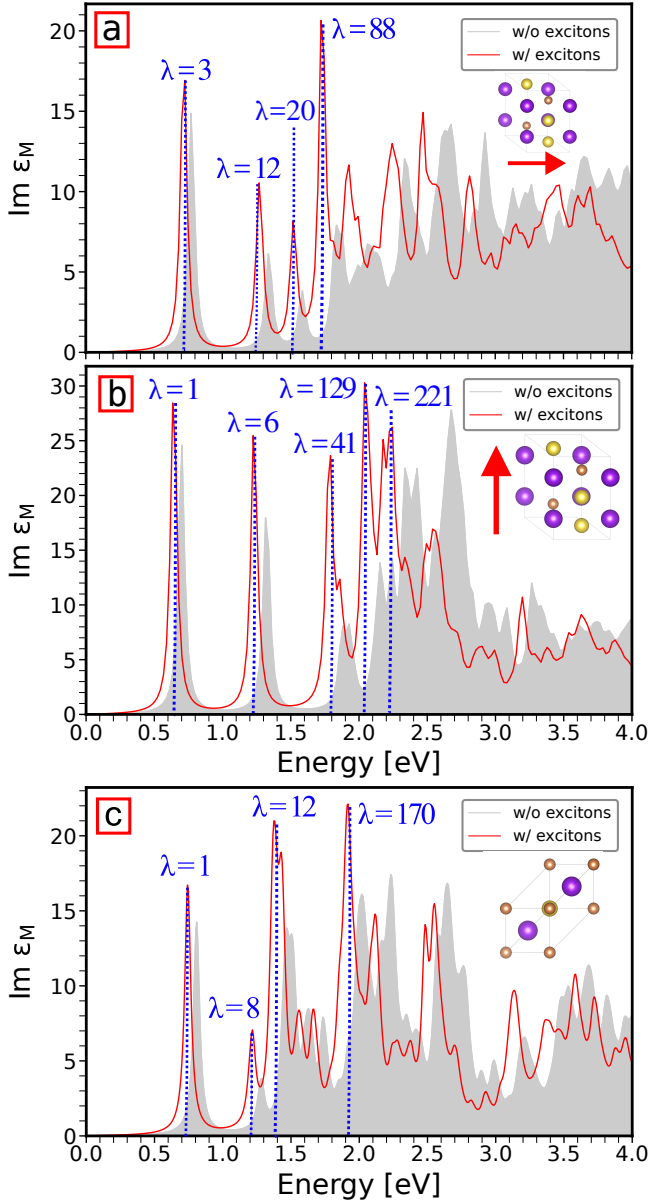 a
λ=3
λ=88
λ=20
λ=12
w/o excitons
w/ excitons
Im ε_M
20
15
10
5
0
b
λ=1
λ=6
λ=129
λ=41
λ=221
w/o excitons
w/ excitons
Im ε_M
30
25
20
15
10
5
0
0.0 0.5 1.0 1.5 2.0 2.5 3.0 3.5 4.0
Energy [eV]
c
λ=1
λ=8
λ=12
λ=170
w/o excitons
w/ excitons
Im ε_M
20
15
10
5
0
0.0 0.5 1.0 1.5 2.0 2.5 3.0 3.5 4.0
Energy [eV]